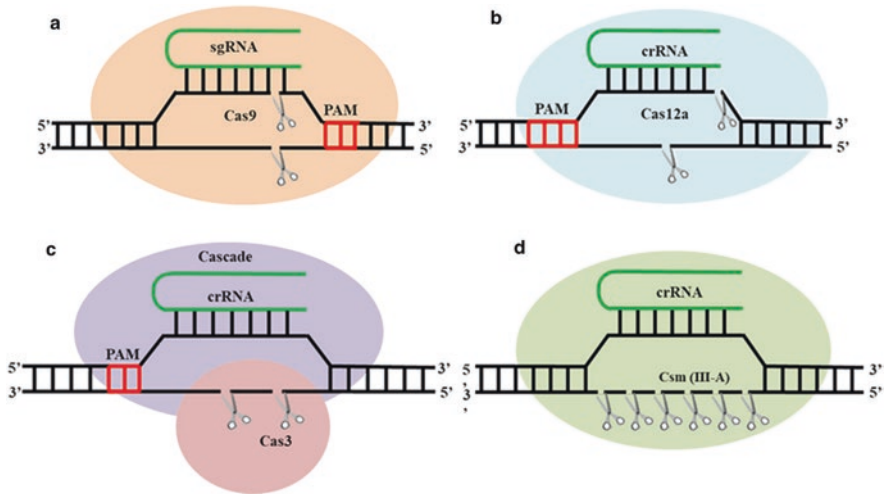 a
sgRNA
Cas9
PAM
5’
3’
3’
5’
b
crRNA
PAM
Cas12a
5’
3’
3’
5’
c
Cascade
crRNA
PAM
5’
3’
3’
5’
Cas3
d
crRNA
Csm (III-A)
5’
3’
3’
5’